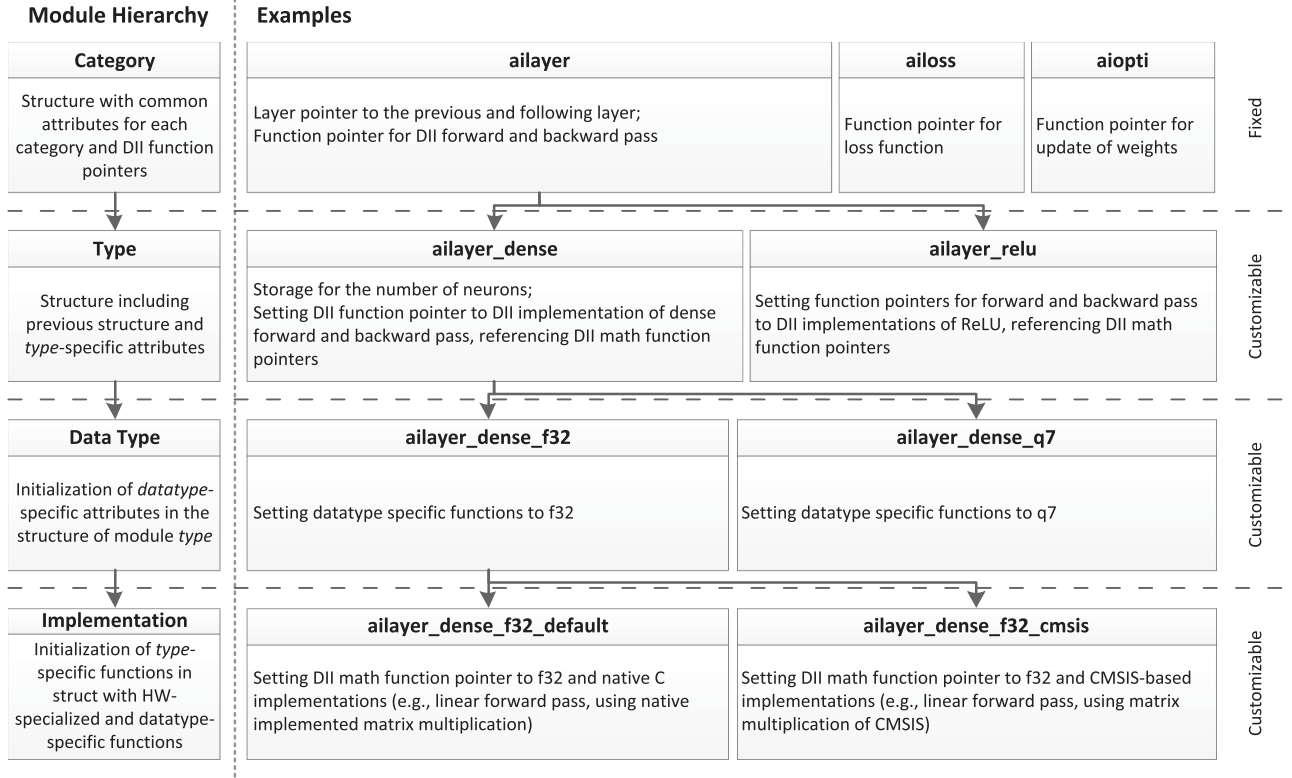 Module Hierarchy
Examples
Category
Structure with common
attributes for each
category and DII function
pointers
ailayer
Layer pointer to the previous and following layer;
Function pointer for DII forward and backward pass
ailoss
Function pointer for
loss function
aiopti
Function pointer for
update of weights
Fixed
Type
Structure including
previous structure and
type-specific attributes
ailayer_dense
Storage for the number of neurons;
Setting DII function pointer to DII implementation of dense
forward and backward pass, referencing DII math function
pointers
ailayer_relu
Setting function pointers for forward and backward pass
to DII implementations of ReLU, referencing DII math
function pointers
Customizable
Data Type
Initialization of datatype-
specific attributes in the
structure of module type
ailayer_dense_f32
Setting datatype specific functions to f32
ailayer_dense_q7
Setting datatype specific functions to q7
Customizable
Implementation
Initialization of type-
specific functions in
struct with HW-
specialized and datatype-
specific functions
ailayer_dense_f32_default
Setting DII math function pointer to f32 and native C
implementations (e.g., linear forward pass, using native
implemented matrix multiplication)
ailayer_dense_f32_cmsis
Setting DII math function pointer to f32 and CMSIS-based
implementations (e.g., linear forward pass, using matrix
multiplication of CMSIS)
Customizable